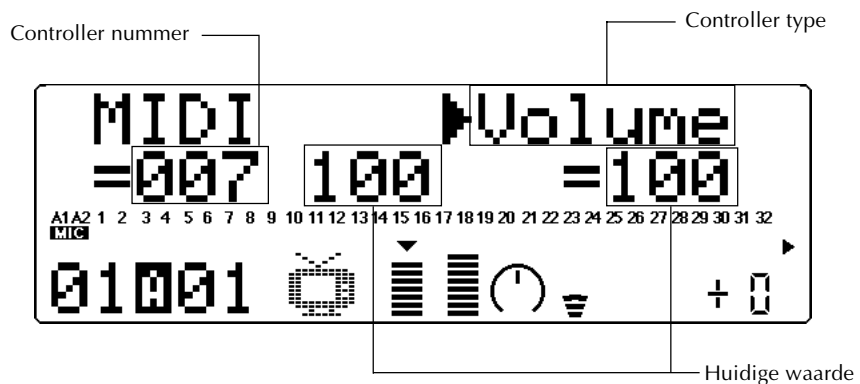 Controller nummer
Controller type
MIDI ▶Volume
=007 100 =100
A1 A2 1 2 3 4 5 6 7 8 9 10 11 12 13 14 15 16 17 18 19 20 21 22 23 24 25 26 27 28 29 30 31 32
MIC
01A01 + 0
Huidige waarde